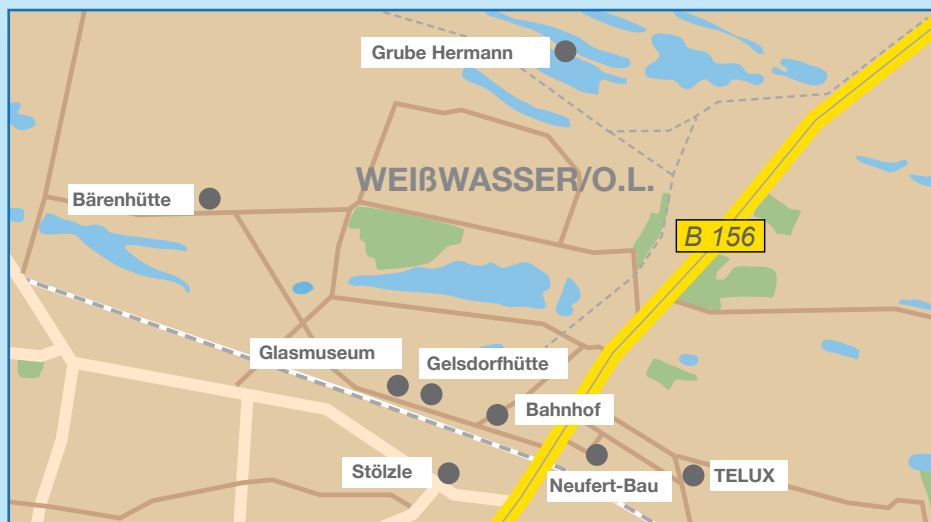 Grube Hermann
WEIßWASSER/O.L.
Bärenhütte
B 156
Glasmuseum
Gelsdorfhütte
Bahnhof
Stölzle
Neufert-Bau
TELUX